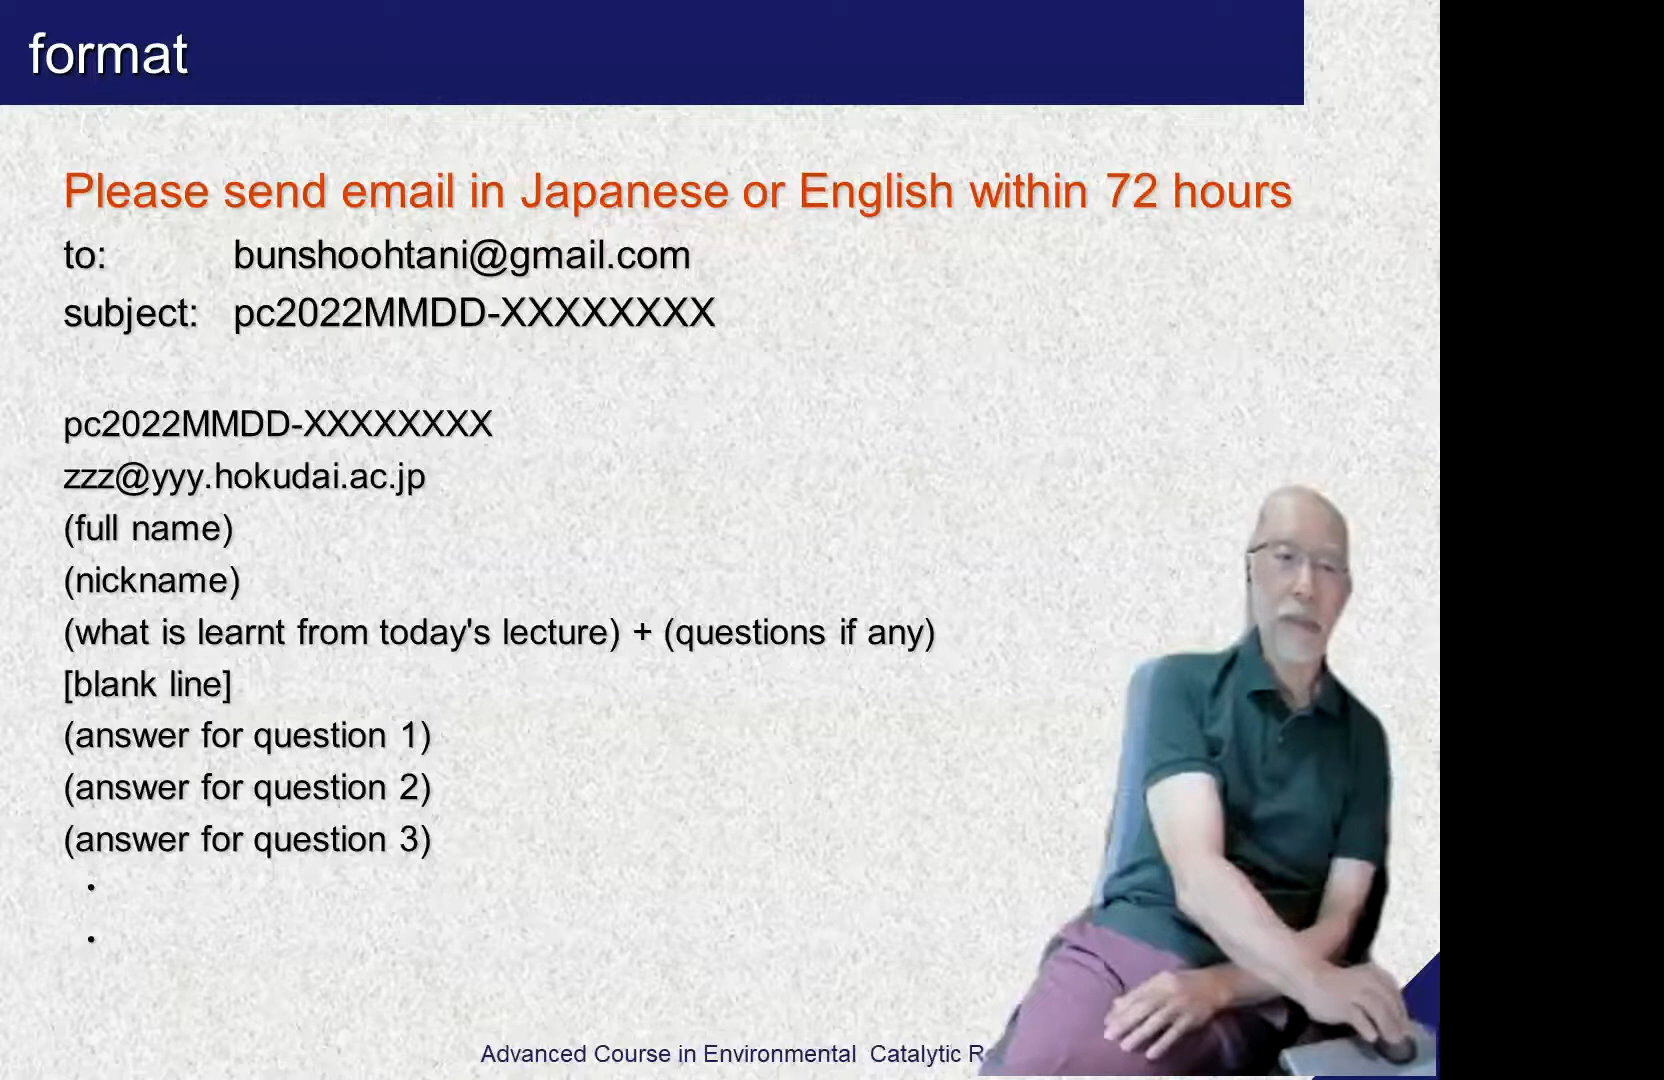 format
Please send email in Japanese or English within 72 hours
to: bunshoohtani@gmail.com
subject: pc2022MMDD-XXXXXXXX
pc2022MMDD-XXXXXXXX
zzz@yyy.hokudai.ac.jp
(full name)
(nickname)
(what is learnt from today's lecture) + (questions if any)
[blank line]
(answer for question 1)
(answer for question 2)
(answer for question 3)
・
・
Advanced Course in Environmental Catalytic